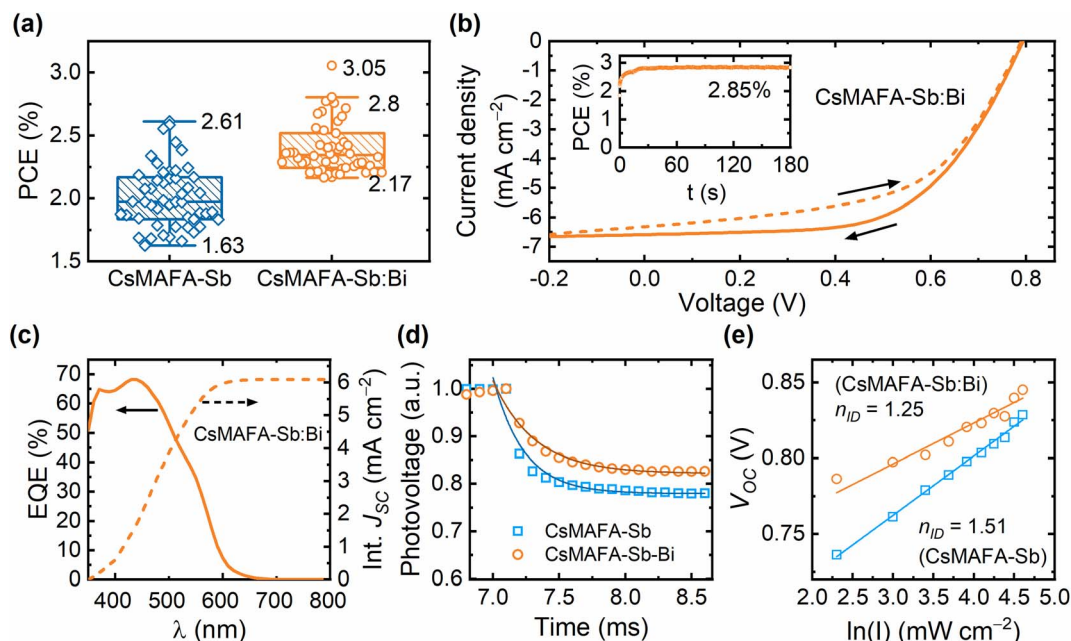 (a)
PCE (%)
3.0
2.5
2.0
1.5
3.05
2.8
2.61
2.17
1.63
CsMAFA-Sb
CsMAFA-Sb:Bi
(b)
Current density
(mA cm⁻²)
0
-1
-2
-3
-4
-5
-6
-7
PCE (%)
3
2
1
0
2.85%
0 60 120 180
t (s)
CsMAFA-Sb:Bi
-0.2 0.0 0.2 0.4 0.6 0.8
Voltage (V)
(c)
EQE (%)
70
60
50
40
30
20
10
0
CsMAFA-Sb:Bi
6
5
4
3
2
1
0
Int. JSC (mA cm⁻²)
400 500 600 700 800
λ (nm)
(d)
Photovoltage (a.u.)
1.0
0.9
0.8
0.7
0.6
CsMAFA-Sb
CsMAFA-Sb-Bi
7.0 7.5 8.0 8.5
Time (ms)
(e)
VOC (V)
0.85
0.80
0.75
(CsMAFA-Sb:Bi)
nID = 1.25
nID = 1.51
(CsMAFA-Sb)
2.0 2.5 3.0 3.5 4.0 4.5 5.0
ln(I) (mW cm⁻²)